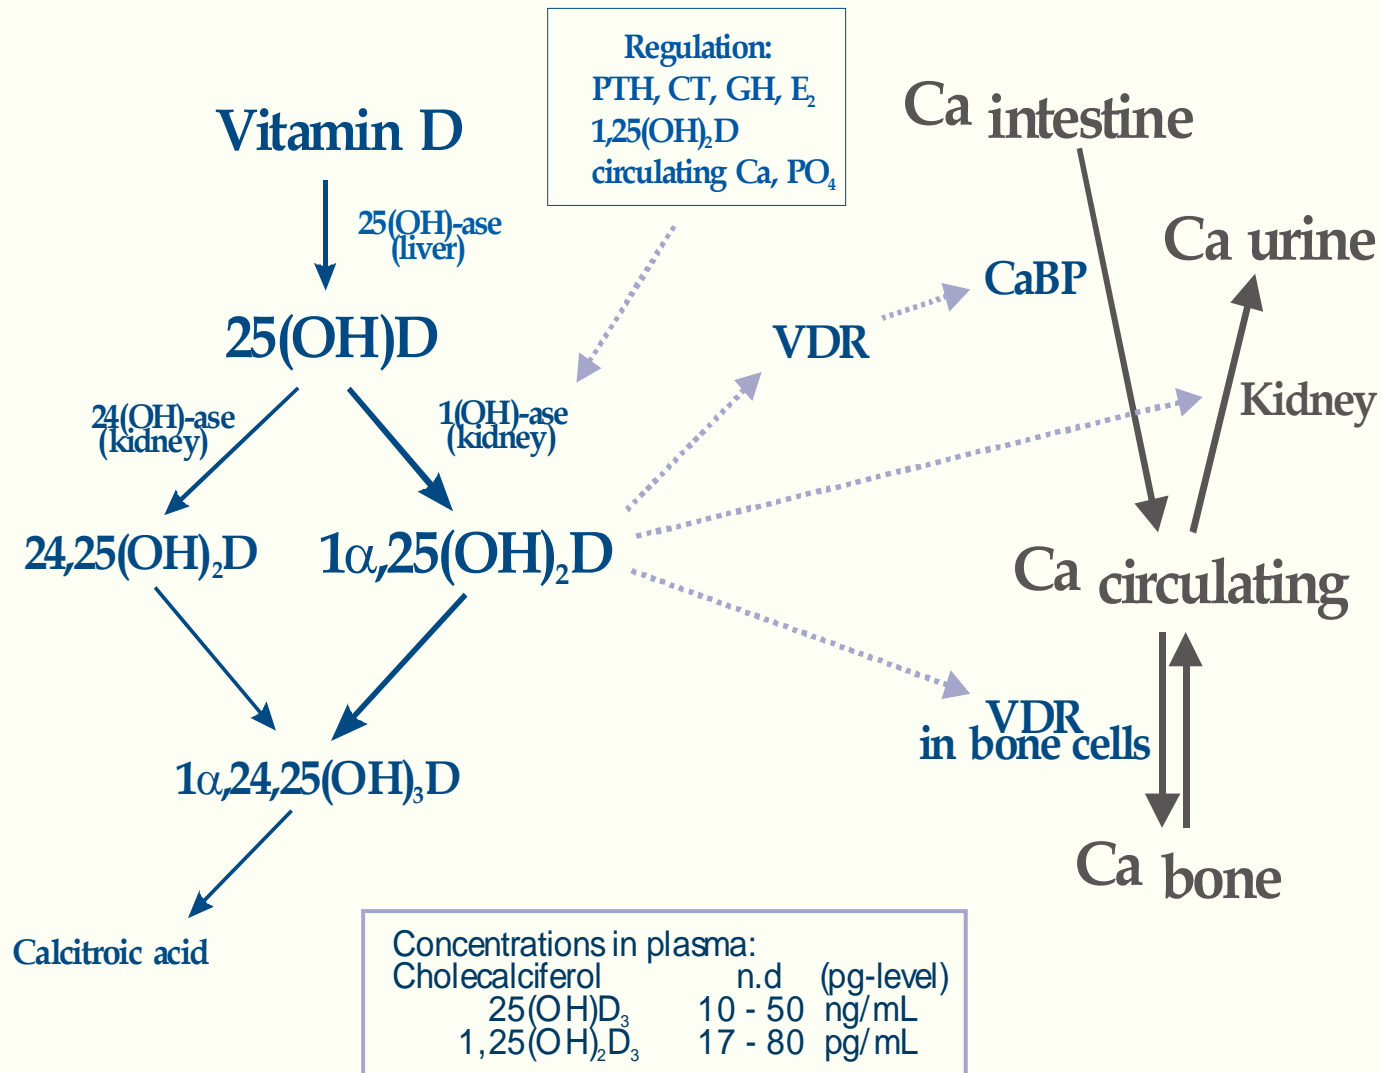 Regulation:
PTH, CT, GH, E₂
1,25(OH)₂D
circulating Ca, PO₄
Vitamin D
25(OH)-ase
(liver)
25(OH)D
24(OH)-ase
(kidney)
1(OH)-ase
(kidney)
24,25(OH)₂D
1α,25(OH)₂D
1α,24,25(OH)₃D
Calcitroic acid
VDR
CaBP
VDR
in bone cells
Ca intestine
Ca urine
Kidney
Ca circulating
Ca bone
Concentrations in plasma:
Cholecalciferol n.d (pg-level)
25(OH)D₃ 10 - 50 ng/mL
1,25(OH)₂D₃ 17 - 80 pg/mL